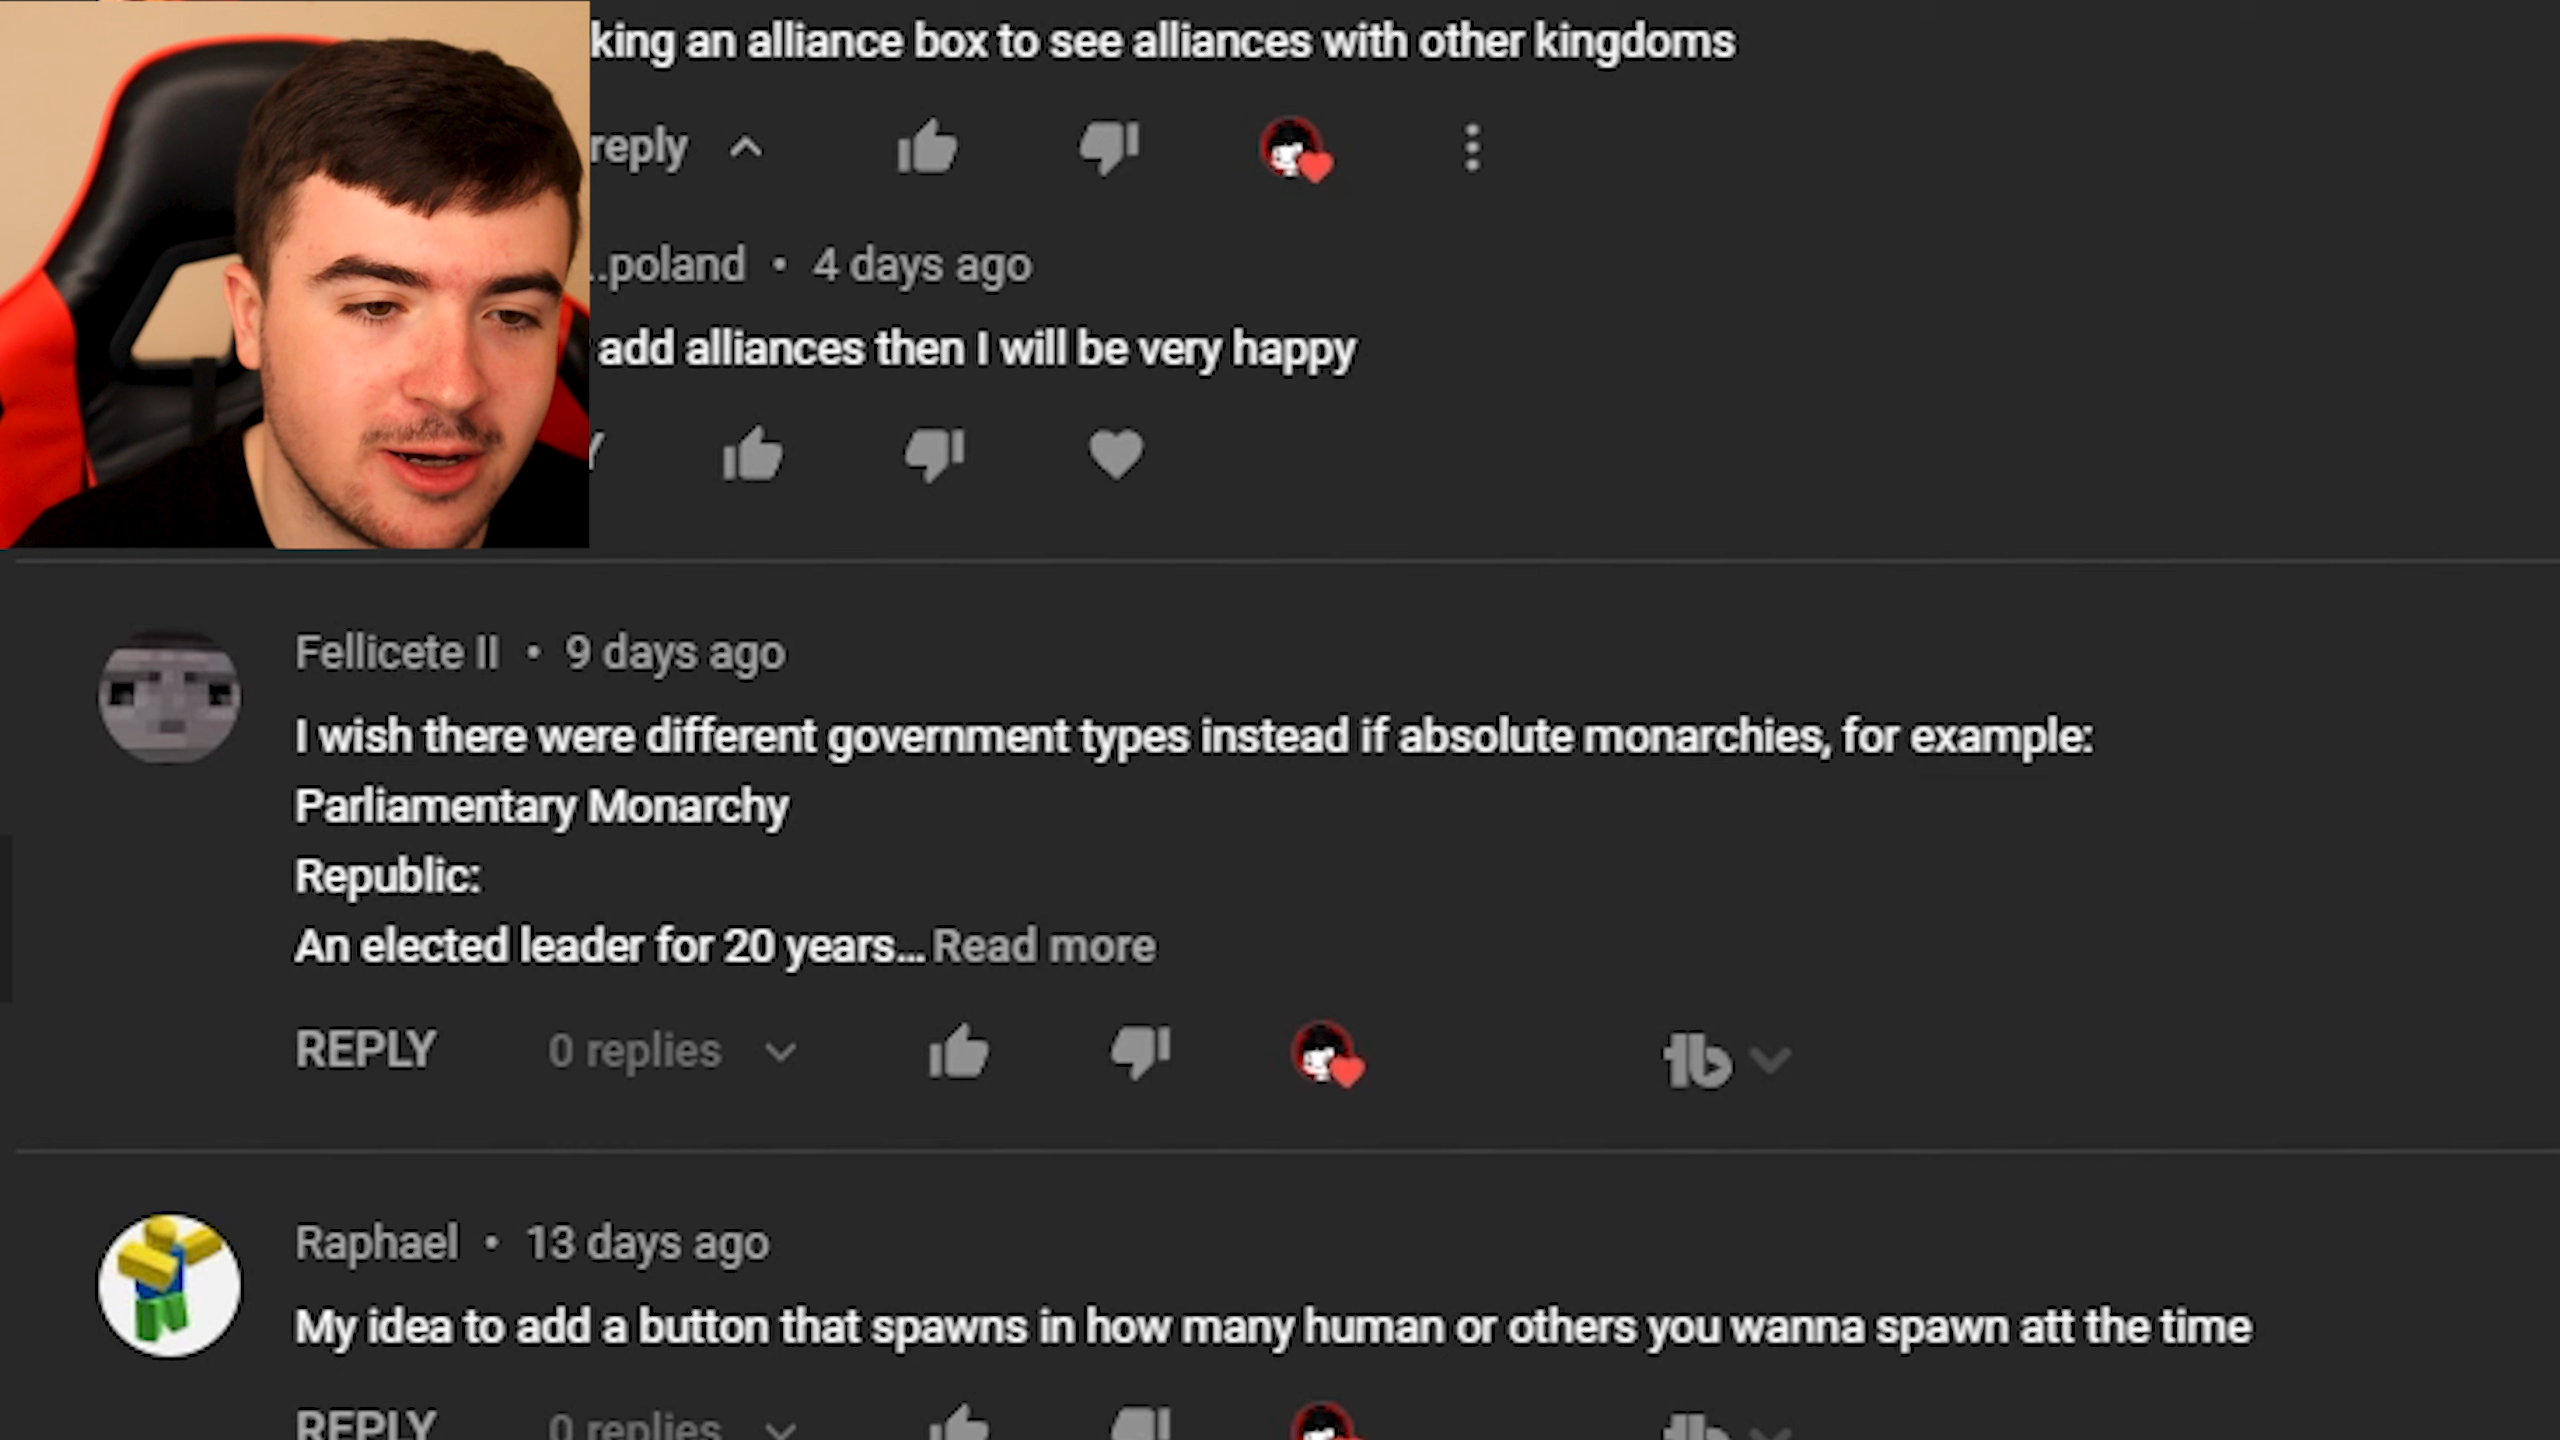 king an alliance box to see alliances with other kingdoms
reply
..poland • 4 days ago
add alliances then I will be very happy
Y
Fellicete II • 9 days ago
I wish there were different government types instead if absolute monarchies, for example:
Parliamentary Monarchy
Republic:
An elected leader for 20 years... Read more
REPLY 0 replies
Raphael • 13 days ago
My idea to add a button that spawns in how many human or others you wanna spawn att the time
REPLY 0 replies